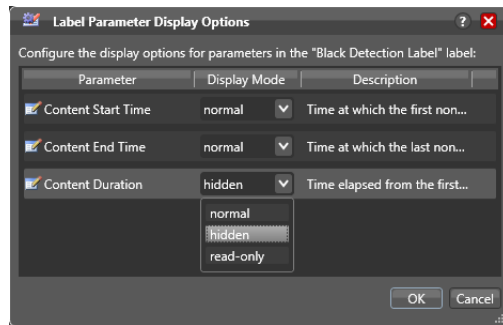 Label Parameter Display Options
?
Configure the display options for parameters in the "Black Detection Label" label:
Parameter Display Mode Description
Content Start Time normal Time at which the first non...
Content End Time normal Time at which the last non...
Content Duration hidden Time elapsed from the first...
normal
hidden
read-only
OK Cancel